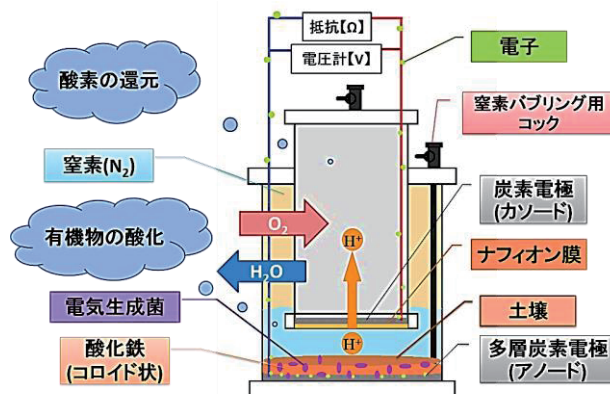 抵抗【Ω】
電圧計【V】
電子
酸素の還元
窒素バブリング用
コック
窒素(N₂)
炭素電極
(カソード)
O₂
H⁺
有機物の酸化
ナフィオン膜
H₂O
電気生成菌
土壌
H⁺
酸化鉄
(コロイド状)
多層炭素電極
(アノード)